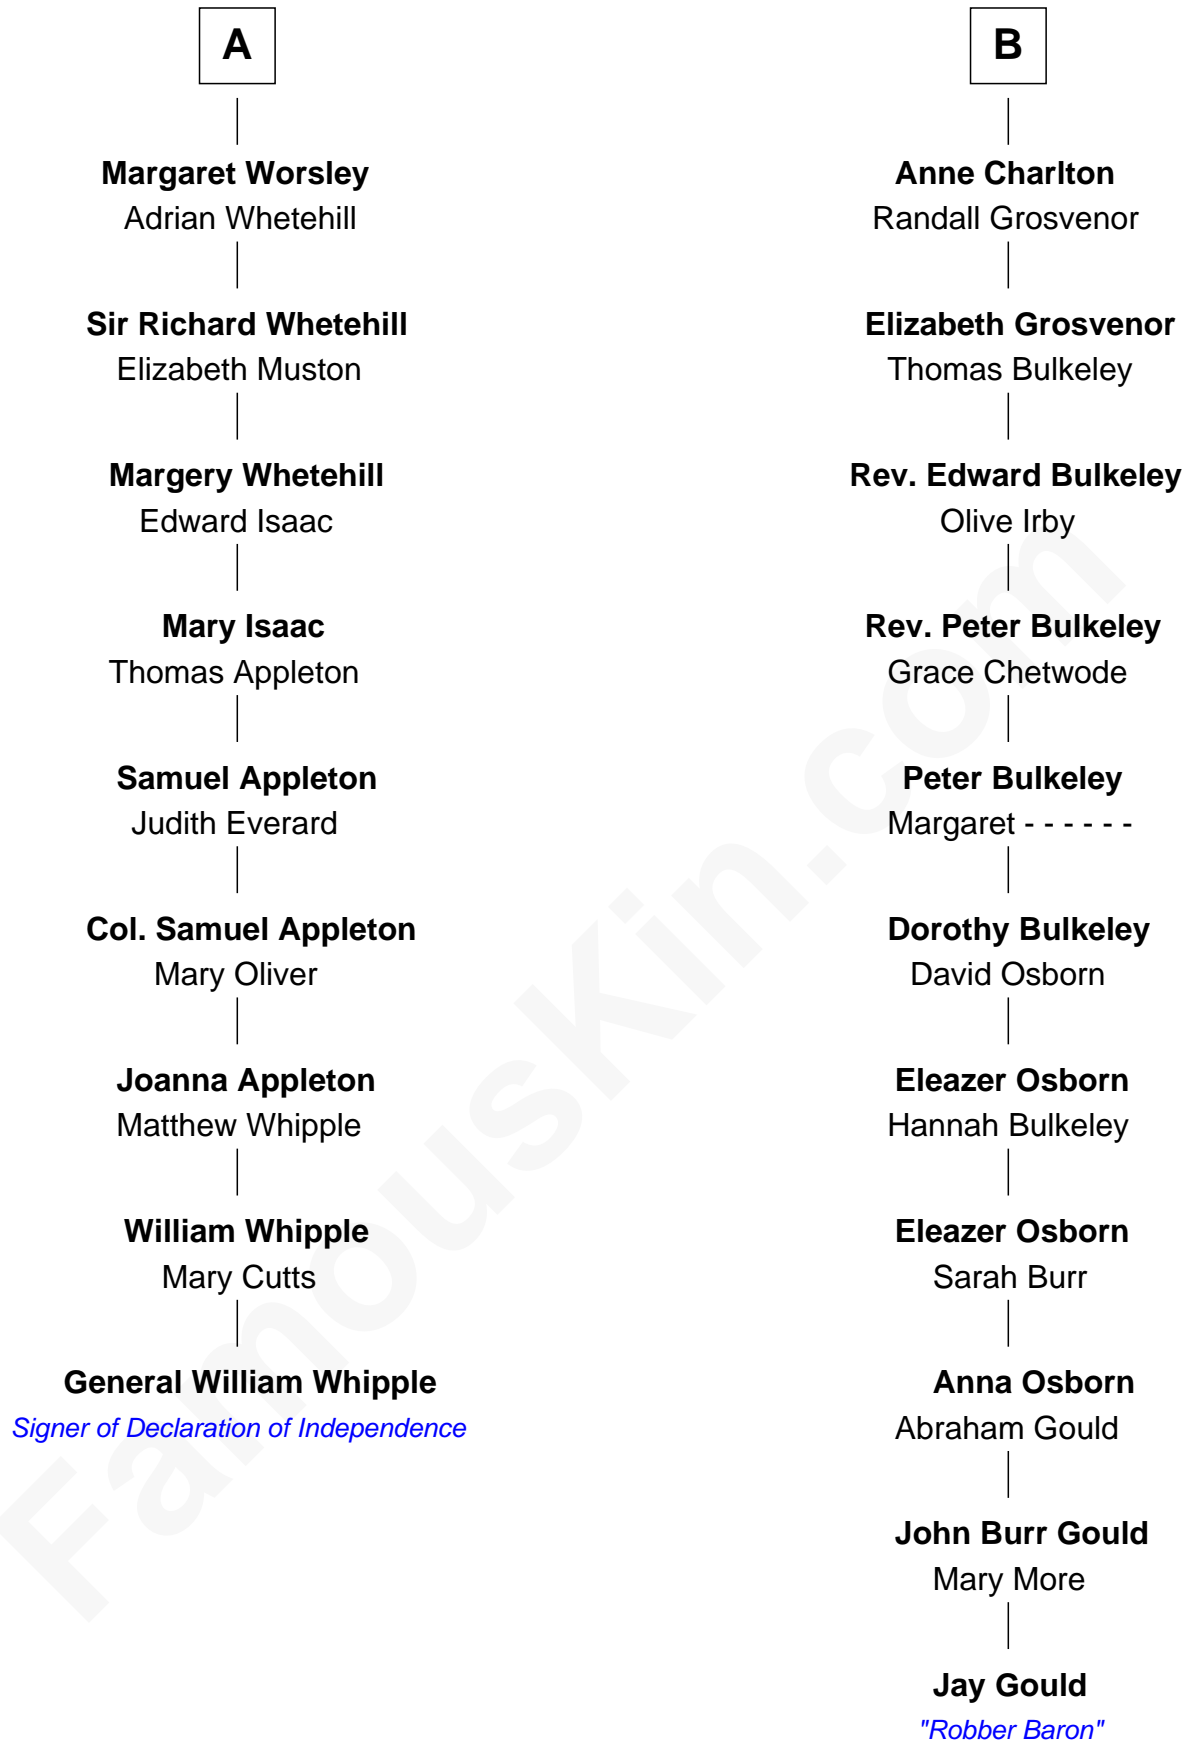 A
Margaret Worsley
Adrian Whetehill
Sir Richard Whetehill
Elizabeth Muston
Margery Whetehill
Edward Isaac
Mary Isaac
Thomas Appleton
Samuel Appleton
Judith Everard
Col. Samuel Appleton
Mary Oliver
Joanna Appleton
Matthew Whipple
William Whipple
Mary Cutts
General William Whipple
Signer of Declaration of Independence
B
Anne Charlton
Randall Grosvenor
Elizabeth Grosvenor
Thomas Bulkeley
Rev. Edward Bulkeley
Olive Irby
Rev. Peter Bulkeley
Grace Chetwode
Peter Bulkeley
Margaret - - - - - -
Dorothy Bulkeley
David Osborn
Eleazer Osborn
Hannah Bulkeley
Eleazer Osborn
Sarah Burr
Anna Osborn
Abraham Gould
John Burr Gould
Mary More
Jay Gould
"Robber Baron"
FamousKin.com